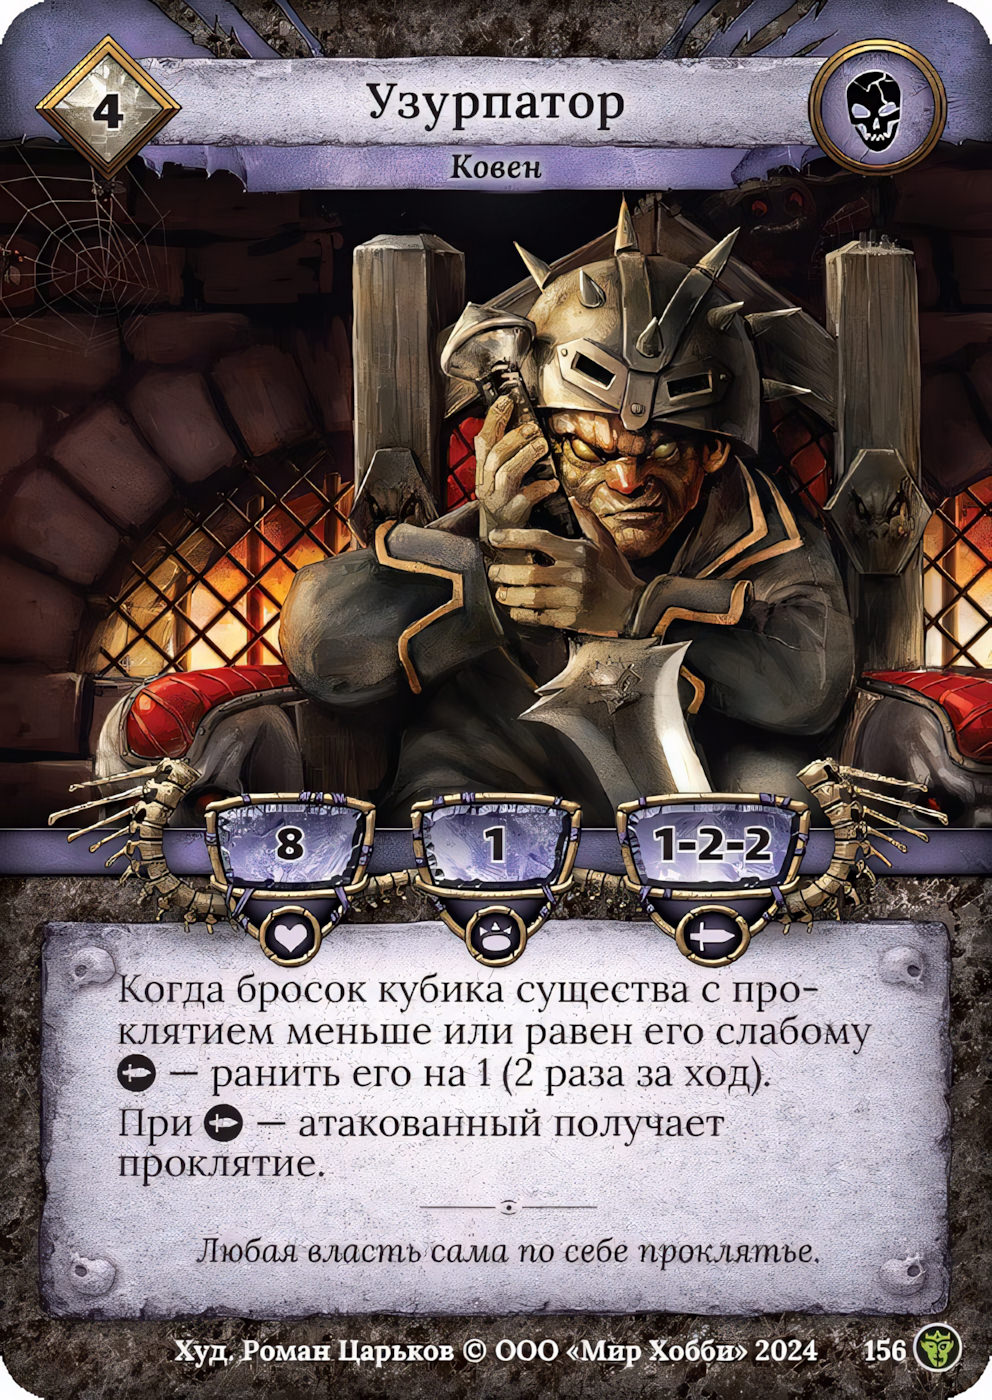 4
Узурпатор
Ковен
8
1
1-2-2
Когда бросок кубика существа с про-
клятием меньше или равен его слабому
— ранить его на 1 (2 раза за ход).
При — атакованный получает
проклятие.
Любая власть сама по себе проклятье.
Худ. Роман Царьков © ООО «Мир Хобби» 2024 156